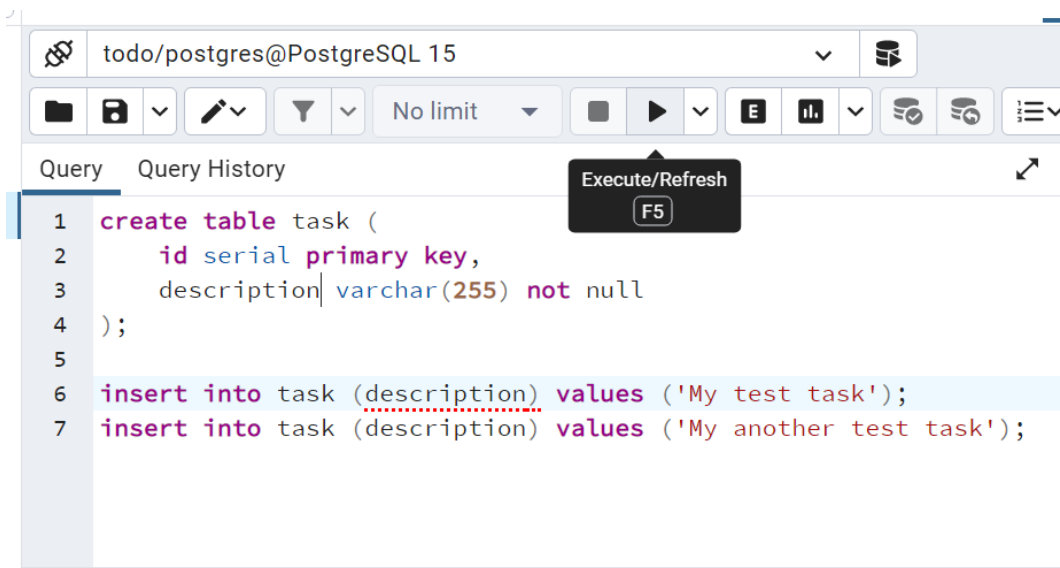 todo/postgres@PostgreSQL 15
No limit
E
Query Query History
Execute/Refresh
F5
1 create table task (
2 id serial primary key,
3 description varchar(255) not null
4 );
5
6 insert into task (description) values ('My test task');
7 insert into task (description) values ('My another test task');